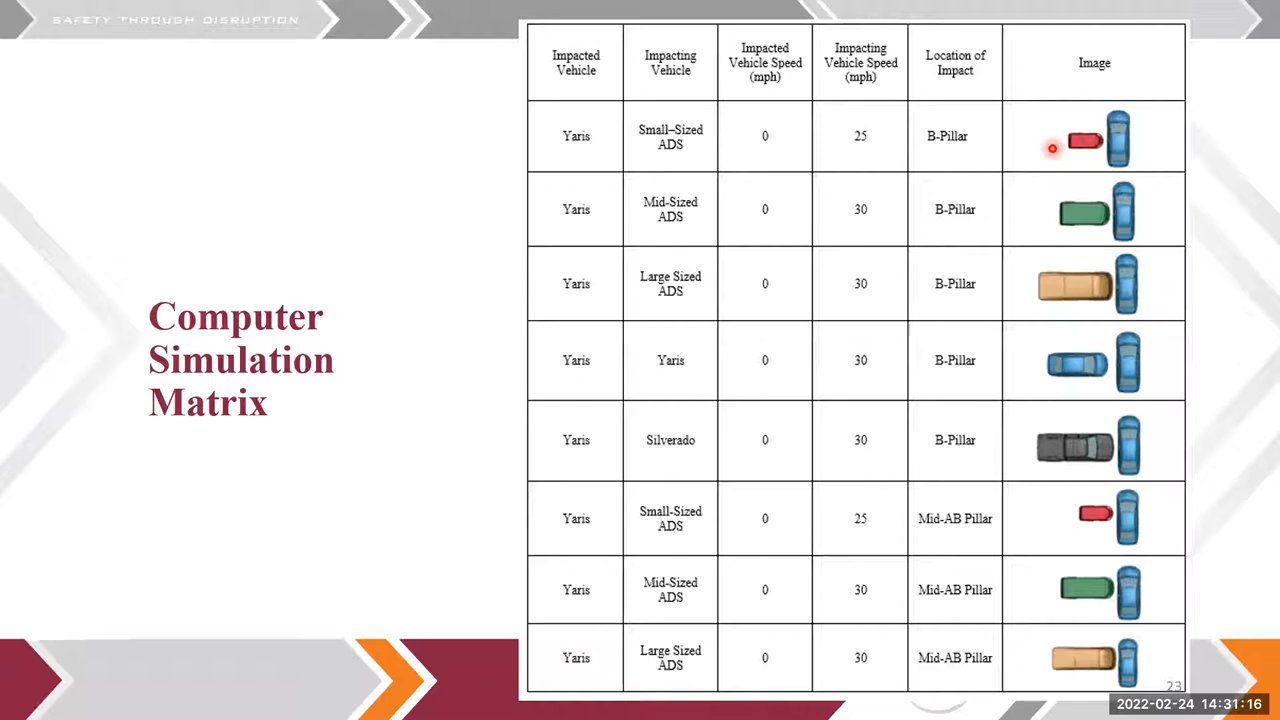 SAFETY THROUGH DISRUPTION
Computer
Simulation
Matrix
Impacted
Vehicle
Impacting
Vehicle
Impacted
Vehicle Speed
(mph)
Impacting
Vehicle Speed
(mph)
Location of
Impact
Image
Yaris
Small–Sized
ADS
0
25
B-Pillar
Yaris
Mid-Sized
ADS
0
30
B-Pillar
Yaris
Large Sized
ADS
0
30
B-Pillar
Yaris
Yaris
0
30
B-Pillar
Yaris
Silverado
0
30
B-Pillar
Yaris
Small-Sized
ADS
0
25
Mid-AB Pillar
Yaris
Mid-Sized
ADS
0
30
Mid-AB Pillar
Yaris
Large Sized
ADS
0
30
Mid-AB Pillar
23
2022-02-24 14:31:16